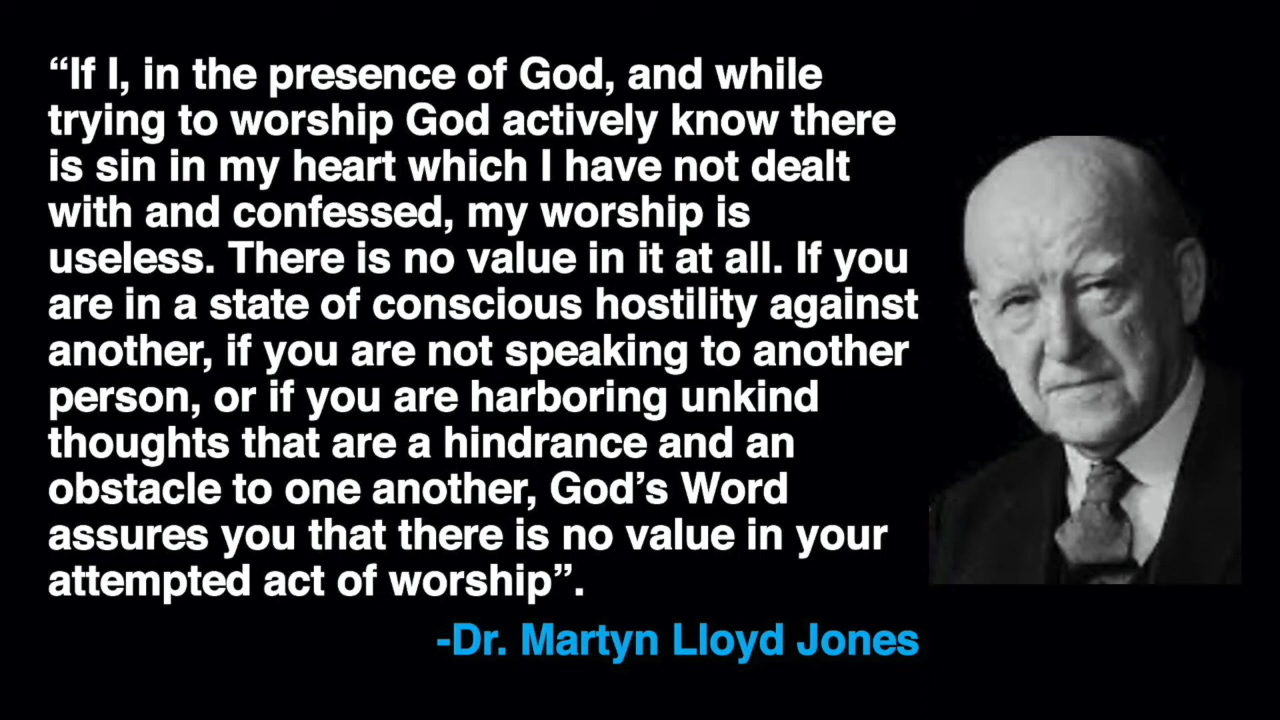 “If I, in the presence of God, and while
trying to worship God actively know there
is sin in my heart which I have not dealt
with and confessed, my worship is
useless. There is no value in it at all. If you
are in a state of conscious hostility against
another, if you are not speaking to another
person, or if you are harboring unkind
thoughts that are a hindrance and an
obstacle to one another, God’s Word
assures you that there is no value in your
attempted act of worship”.
-Dr. Martyn Lloyd Jones